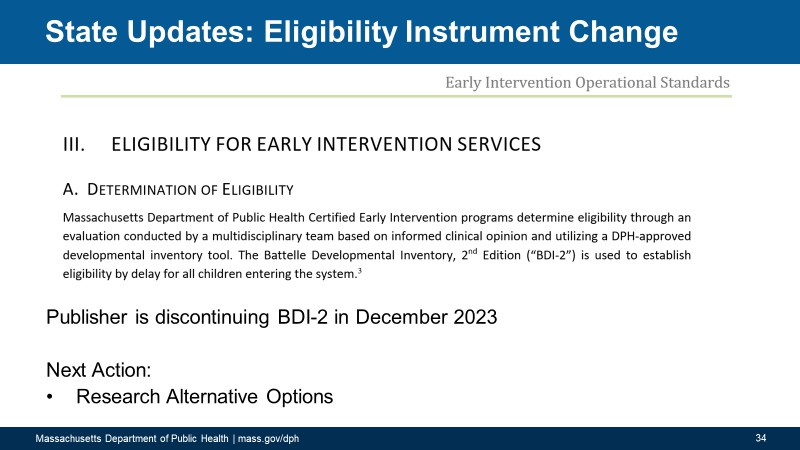 State Updates: Eligibility Instrument Change
Early Intervention Operational Standards
III. ELIGIBILITY FOR EARLY INTERVENTION SERVICES
A. DETERMINATION OF ELIGIBILITY
Massachusetts Department of Public Health Certified Early Intervention programs determine eligibility through an
evaluation conducted by a multidisciplinary team based on informed clinical opinion and utilizing a DPH-approved
developmental inventory tool. The Battelle Developmental Inventory, 2nd Edition (“BDI-2”) is used to establish
eligibility by delay for all children entering the system.3
Publisher is discontinuing BDI-2 in December 2023
Next Action:
• Research Alternative Options
Massachusetts Department of Public Health | mass.gov/dph
34